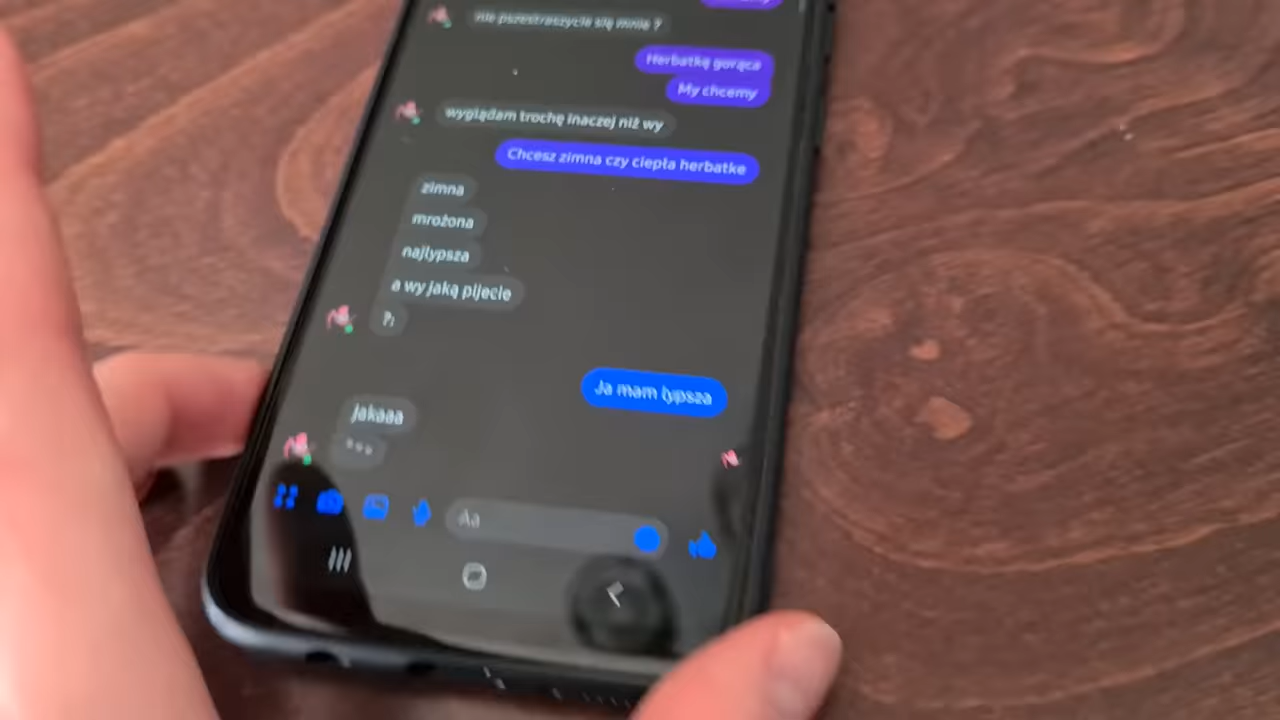 nie pszestraszycie się mnie ?
Herbatkę gorąca
My chcemy
wyglądam trochę inaczej niż wy
Chcesz zimna czy ciepła herbatke
zimna
mrożona
najlypsza
a wy jaką pijecie
?;
Ja mam lypsza
jakaaa
Aa